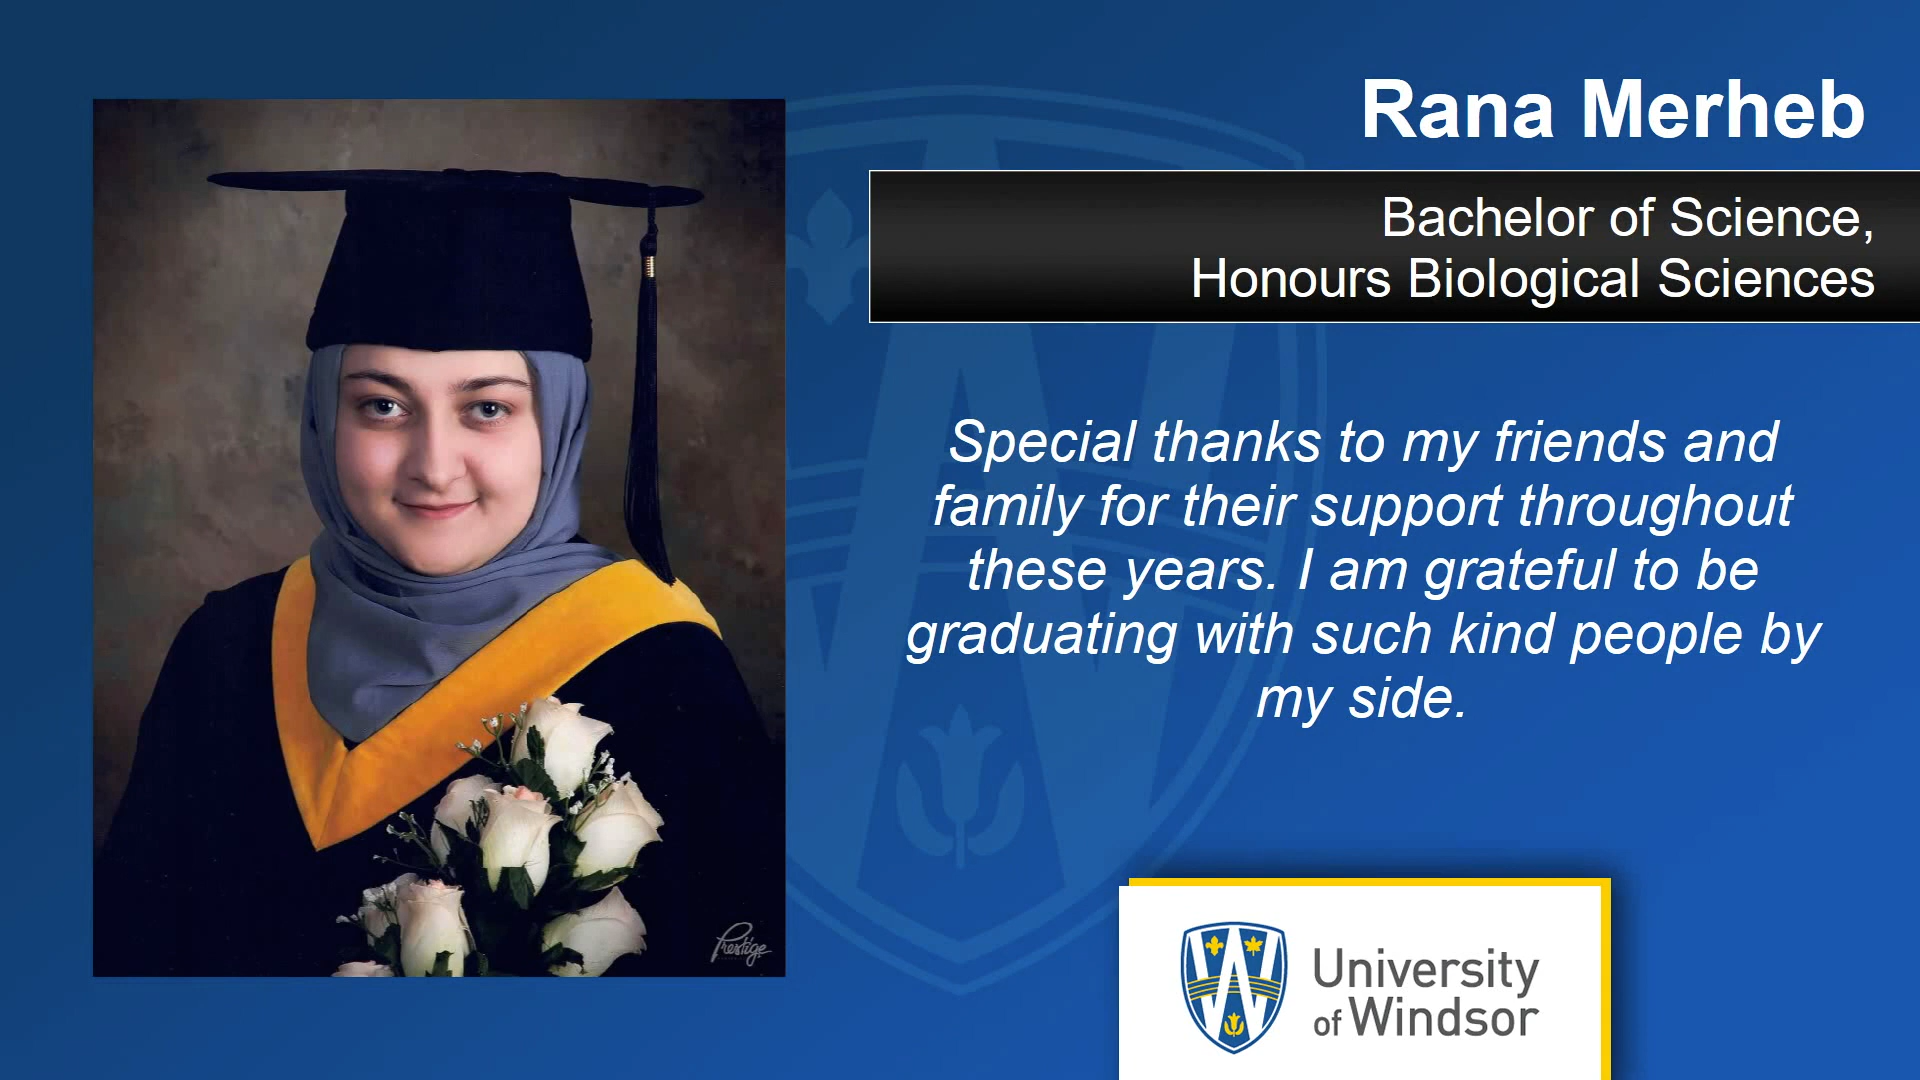 Rana Merheb
Bachelor of Science,
Honours Biological Sciences
Special thanks to my friends and
family for their support throughout
these years. I am grateful to be
graduating with such kind people by
my side.
Prestige
University
of Windsor